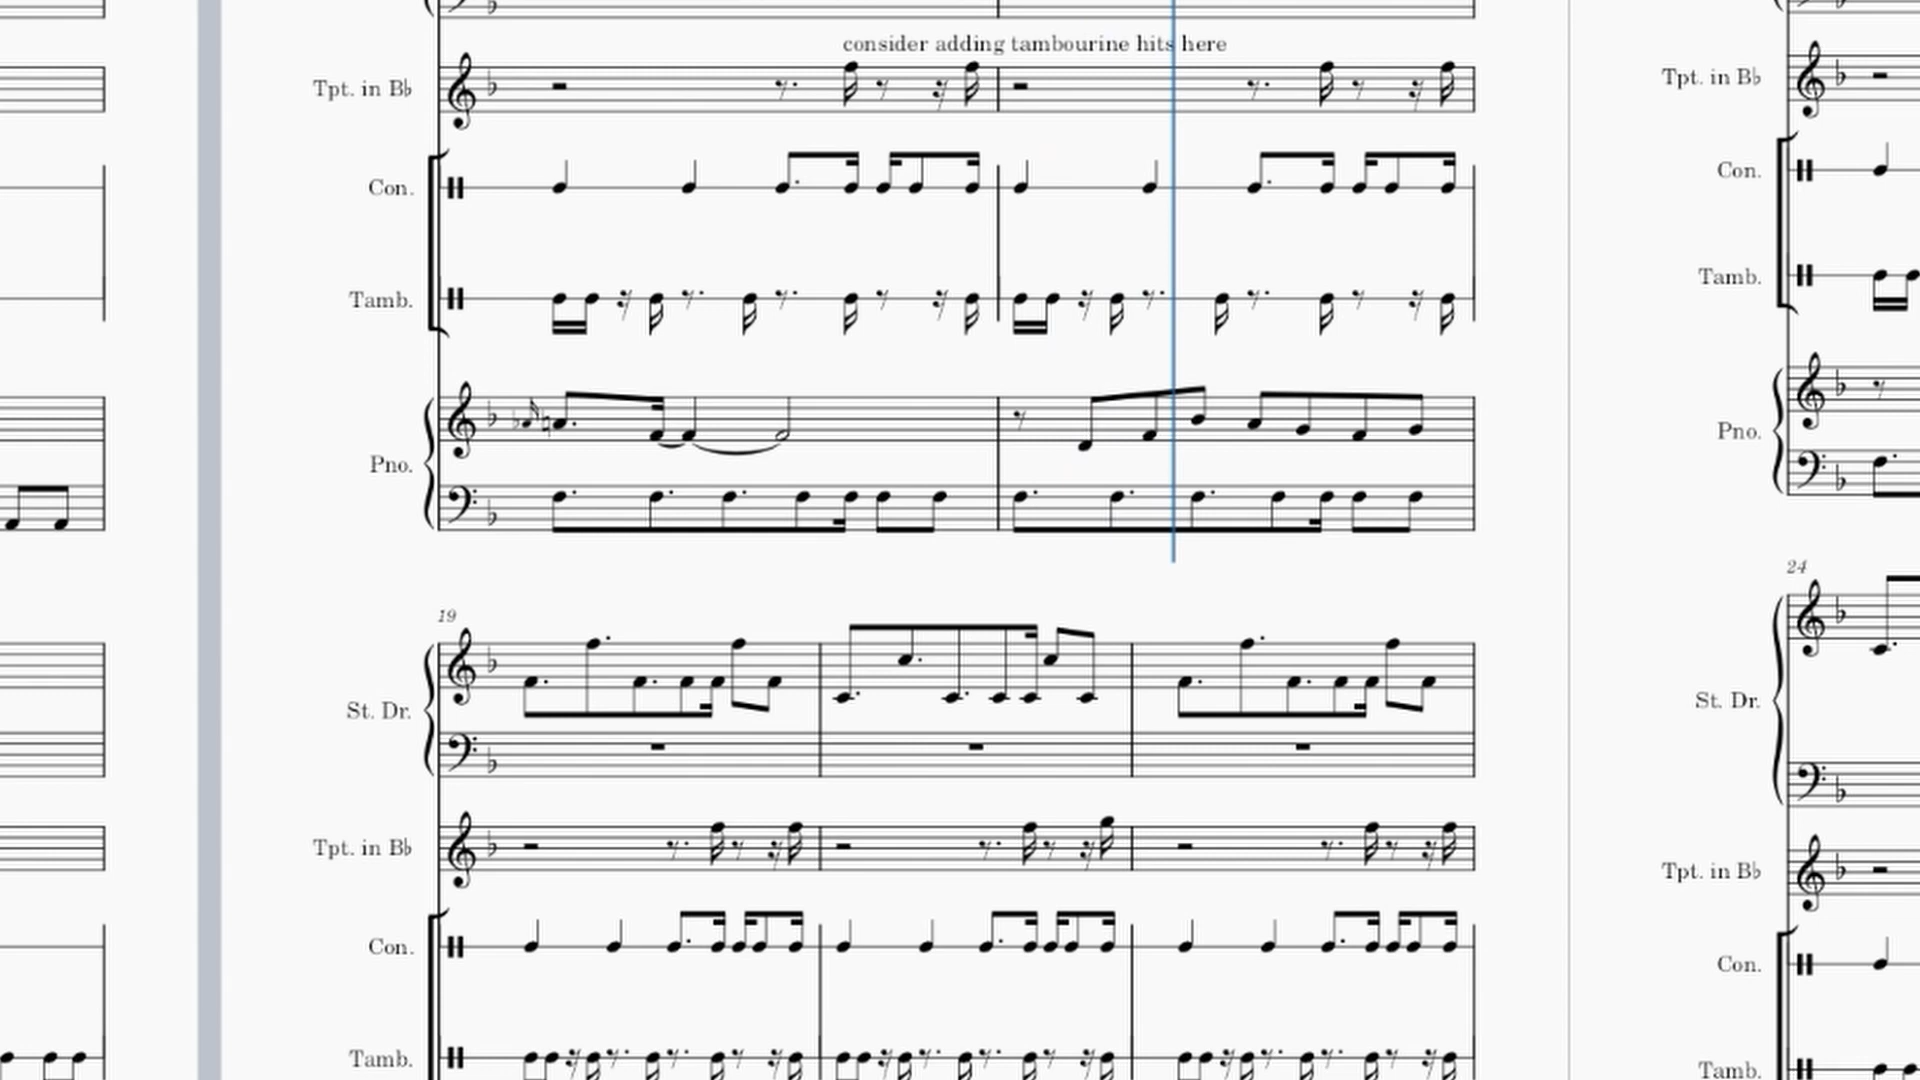 consider adding tambourine hits here
Tpt. in B♭
Con.
Tamb.
Pno.
19
St. Dr.
Tpt. in B♭
Con.
Tamb.
Tpt. in B♭
Con.
Tamb.
Pno.
24
St. Dr.
Tpt. in B♭
Con.
Tamb.